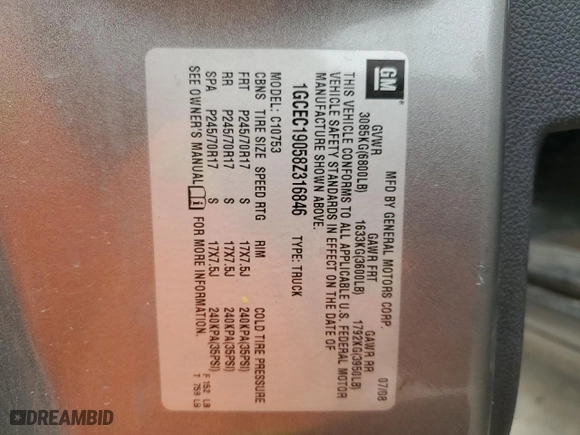 GM
®
MFD BY GENERAL MOTORS CORP. 07/08
GVWR GAWR FRT GAWR RR
3085KG(6800LB) 1633KG(3600LB) 1792KG(3950LB)
THIS VEHICLE CONFORMS TO ALL APPLICABLE U.S. FEDERAL MOTOR
VEHICLE SAFETY STANDARDS IN EFFECT ON THE DATE OF
MANUFACTURE SHOWN ABOVE.
1GCEC19058Z316846 TYPE: TRUCK
MODEL: C10753
CBNS TIRE SIZE SPEED RTG RIM COLD TIRE PRESSURE
FRT P245/70R17 S 17X7.5J 240KPA(35PSI)
RR P245/70R17 S 17X7.5J 240KPA(35PSI)
SPA P245/70R17 S 17X7.5J 240KPA(35PSI)
SEE OWNER'S MANUAL i FOR MORE INFORMATION.
F 152 LB
T 759 LB
DREAMBID